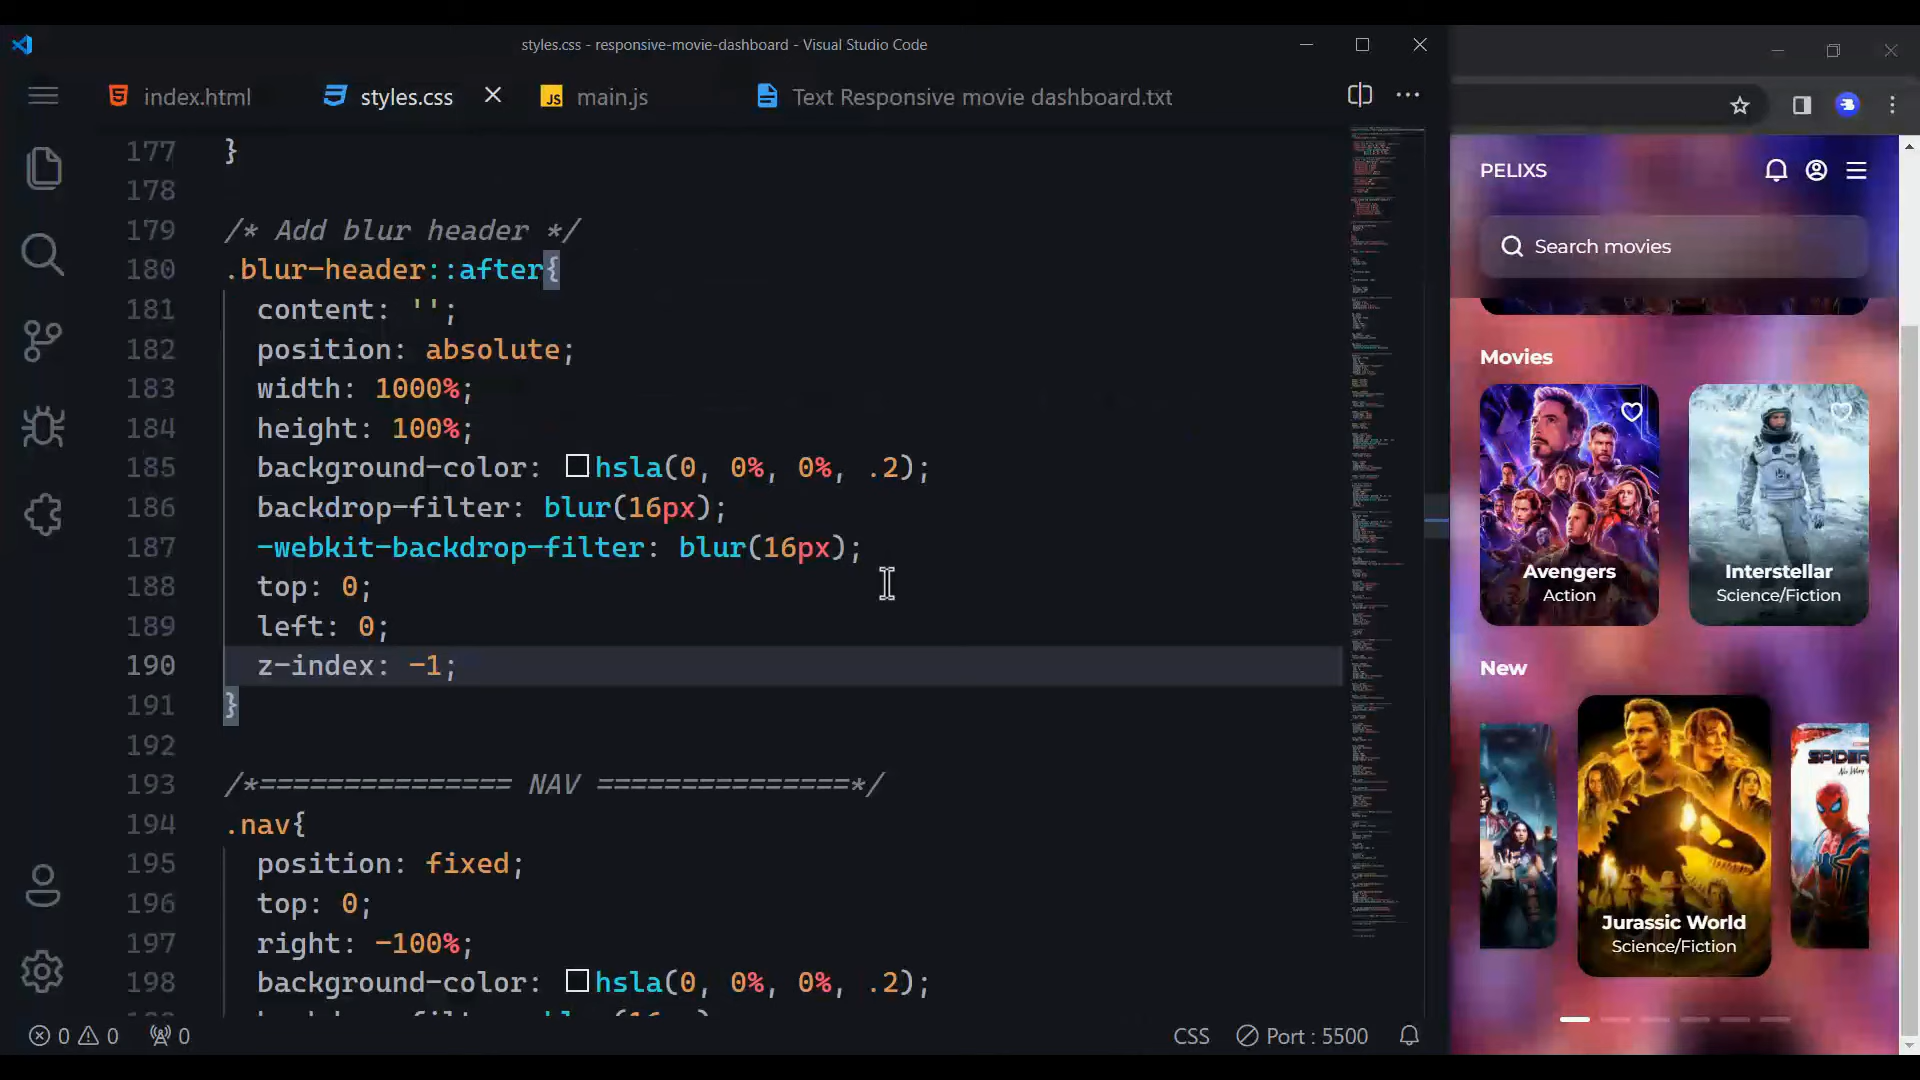 styles.css - responsive-movie-dashboard - Visual Studio Code
index.html
styles.css
JS main.js
Text Responsive movie dashboard.txt
177 }
178
179 /* Add blur header */
180 .blur-header::after{
181 content: '';
182 position: absolute;
183 width: 1000%;
184 height: 100%;
185 background-color: hsla(0, 0%, 0%, .2);
186 backdrop-filter: blur(16px);
187 -webkit-backdrop-filter: blur(16px);
188 top: 0;
189 left: 0;
190 z-index: -1;
191 }
192
193 /*=============== NAV ===============*/
194 .nav{
195 position: fixed;
196 top: 0;
197 right: -100%;
198 background-color: hsla(0, 0%, 0%, .2);
0 0 0
CSS
Port : 5500
PELIXS
Search movies
Movies
Avengers
Action
Interstellar
Science/Fiction
New
Jurassic World
Science/Fiction